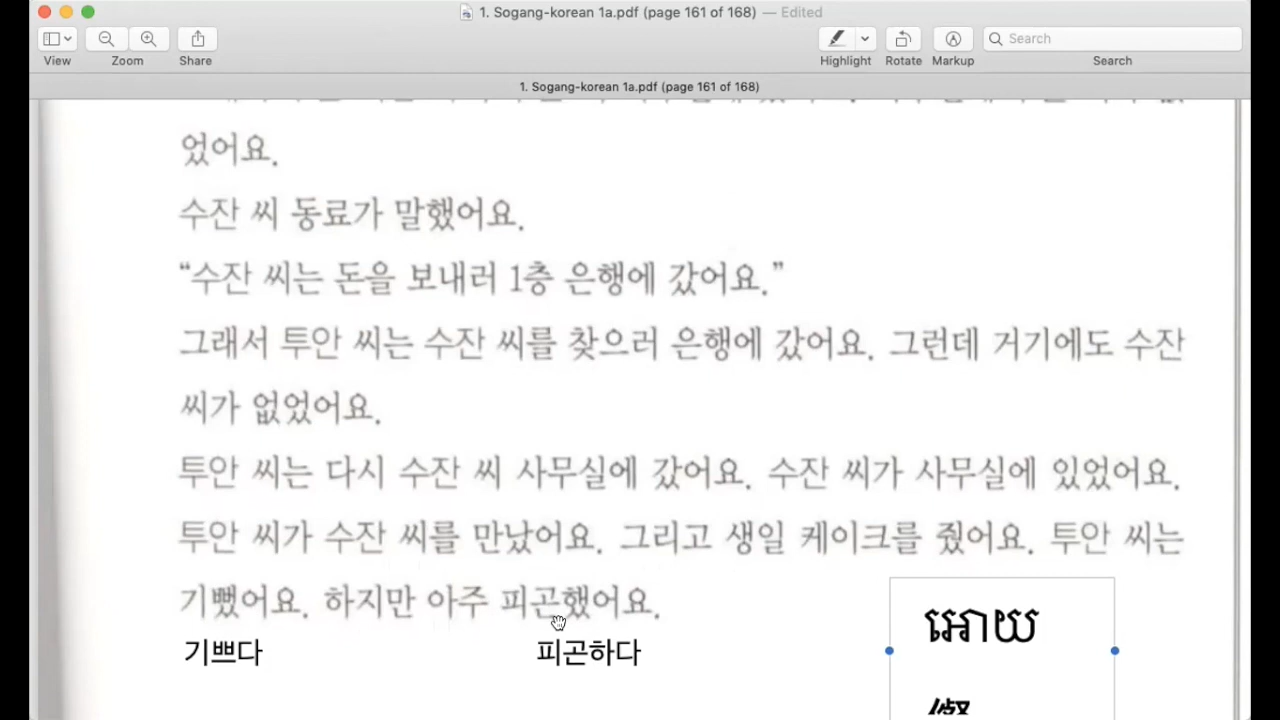 1. Sogang-korean 1a.pdf (page 161 of 168) — Edited
View Zoom Share Highlight Rotate Markup Search
Search
1. Sogang-korean 1a.pdf (page 161 of 168)
었어요.
수잔 씨 동료가 말했어요.
“수잔 씨는 돈을 보내러 1층 은행에 갔어요.”
그래서 투안 씨는 수잔 씨를 찾으러 은행에 갔어요. 그런데 거기에도 수잔
씨가 없었어요.
투안 씨는 다시 수잔 씨 사무실에 갔어요. 수잔 씨가 사무실에 있었어요.
투안 씨가 수잔 씨를 만났어요. 그리고 생일 케이크를 줬어요. 투안 씨는
기뻤어요. 하지만 아주 피곤했어요.
기쁘다 피곤하다
អោយ